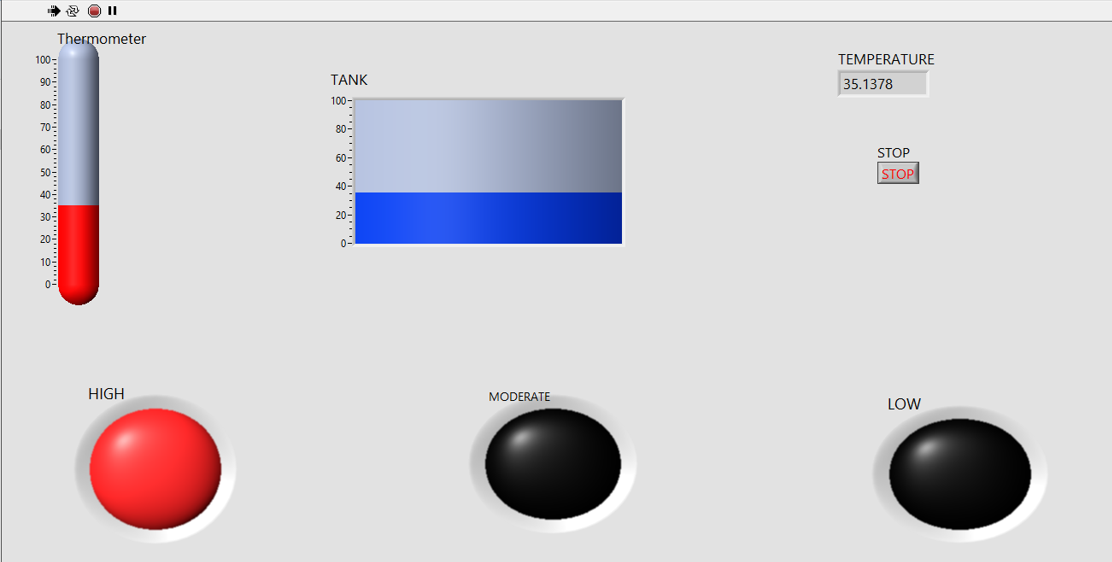 Thermometer
100
90
80
70
60
50
40
30
20
10
0
TANK
100
80
60
40
20
0
TEMPERATURE
35.1378
STOP
STOP
HIGH
MODERATE
LOW